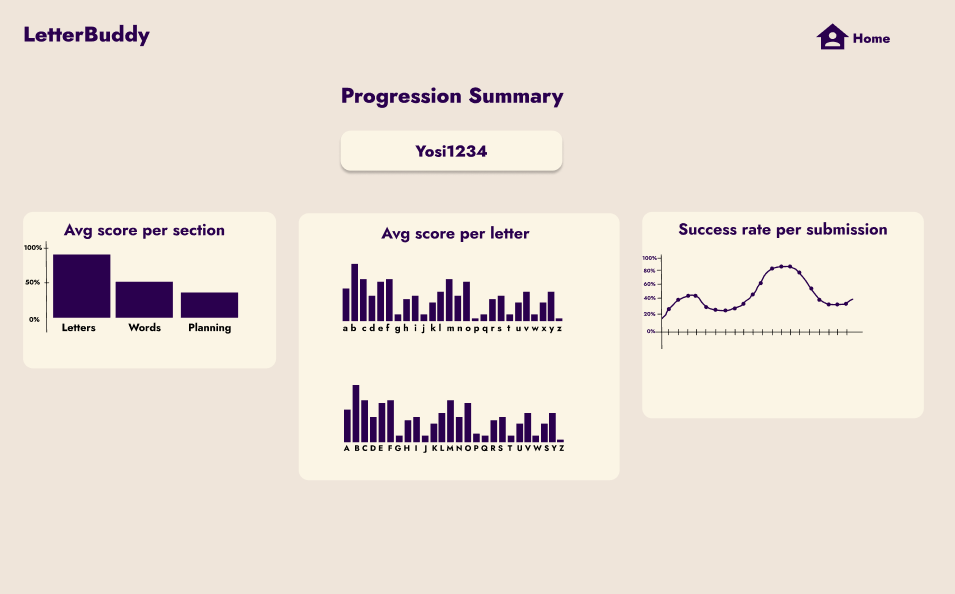 LetterBuddy
Home
Progression Summary
Yosi1234
Avg score per section
100%
50%
0%
Letters Words Planning
Avg score per letter
a b c d e f g h i j k l m n o p q r s t u v w x y z
A B C D E F G H I J K L M N O P Q R S T U V W S Y Z
Success rate per submission
100%
80%
60%
40%
20%
0%